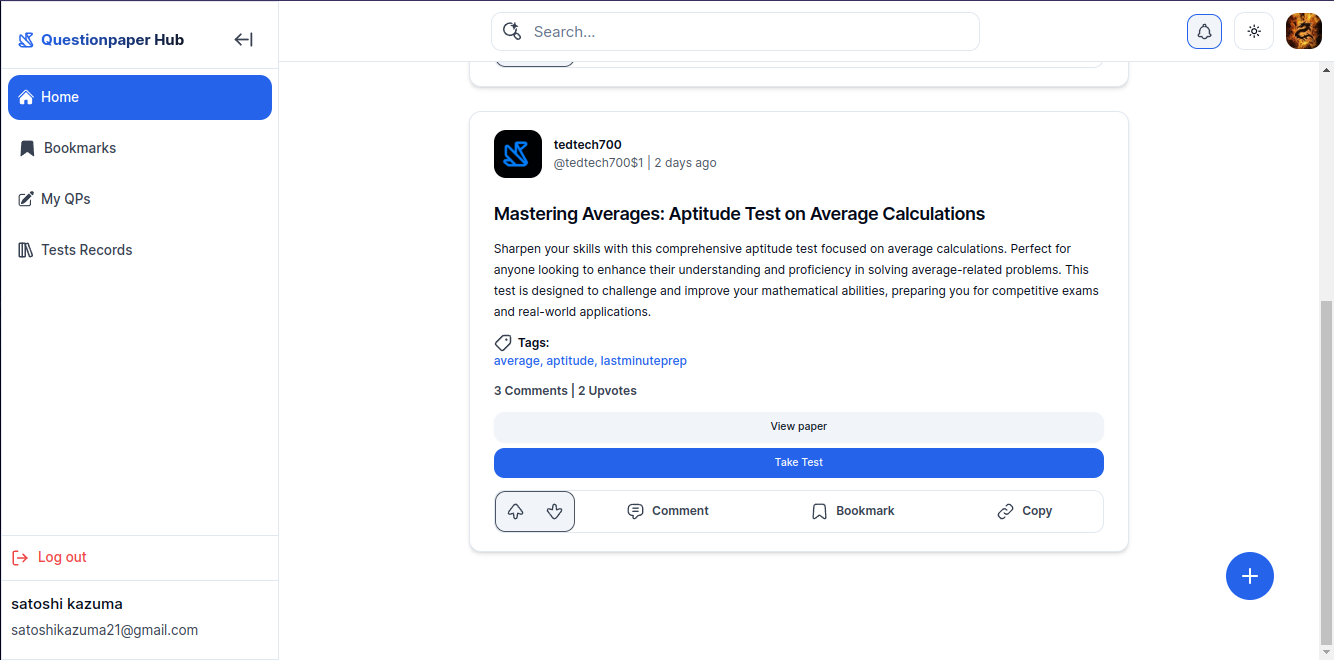 Questionpaper Hub
Search...
Home
Bookmarks
My QPs
Tests Records
tedtech700
@tedtech700$1 | 2 days ago
Mastering Averages: Aptitude Test on Average Calculations
Sharpen your skills with this comprehensive aptitude test focused on average calculations. Perfect for
anyone looking to enhance their understanding and proficiency in solving average-related problems. This
test is designed to challenge and improve your mathematical abilities, preparing you for competitive exams
and real-world applications.
Tags:
average, aptitude, lastminuteprep
3 Comments | 2 Upvotes
View paper
Take Test
Comment
Bookmark
Copy
Log out
satoshi kazuma
satoshikazuma21@gmail.com